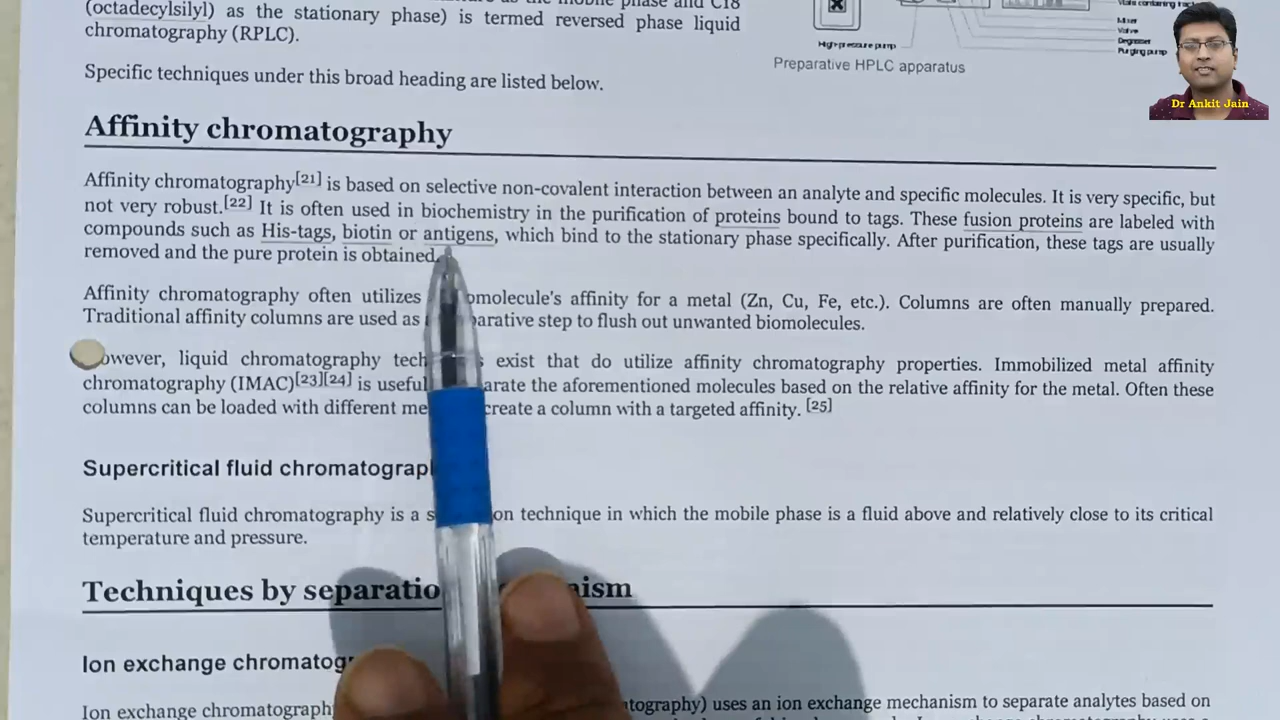 (octadecylsilyl) as the stationary phase) is termed reversed phase liquid
chromatography (RPLC).
Specific techniques under this broad heading are listed below.
High-pressure pump
Mixer
Valve
Degasser
Purging pump
Preparative HPLC apparatus
Dr Ankit Jain
Affinity chromatography
Affinity chromatography[21] is based on selective non-covalent interaction between an analyte and specific molecules. It is very specific, but
not very robust.[22] It is often used in biochemistry in the purification of proteins bound to tags. These fusion proteins are labeled with
compounds such as His-tags, biotin or antigens, which bind to the stationary phase specifically. After purification, these tags are usually
removed and the pure protein is obtained.
Affinity chromatography often utilizes omolecule's affinity for a metal (Zn, Cu, Fe, etc.). Columns are often manually prepared.
Traditional affinity columns are used as parative step to flush out unwanted biomolecules.
owever, liquid chromatography tech s exist that do utilize affinity chromatography properties. Immobilized metal affinity
chromatography (IMAC)[23][24] is useful arate the aforementioned molecules based on the relative affinity for the metal. Often these
columns can be loaded with different me create a column with a targeted affinity. [25]
Supercritical fluid chromatograp
Supercritical fluid chromatography is a s on technique in which the mobile phase is a fluid above and relatively close to its critical
temperature and pressure.
Techniques by separatio ism
Ion exchange chromatog
Ion exchange chromatograph tography) uses an ion exchange mechanism to separate analytes based on